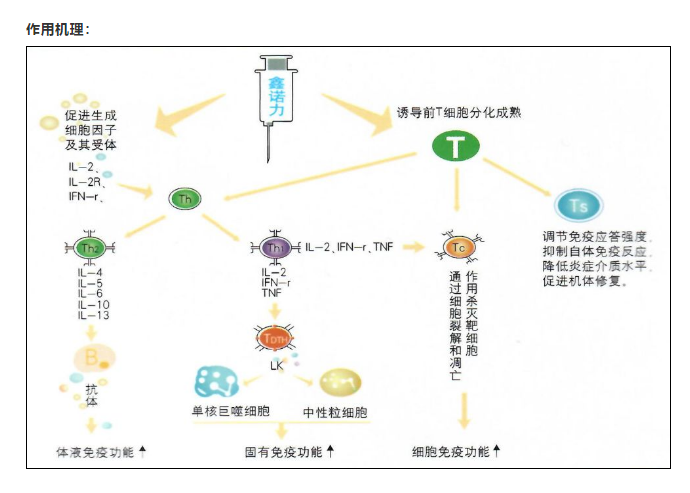 作用机理：
鑫诺力
促进生成
细胞因子
及其受体
IL-2、
IL-2R、
IFN-r、
诱导前T细胞分化成熟
T
Th
Ts
调节免疫应答强度，
抑制自体免疫反应，
降低炎症介质水平，
促进机体修复。
Th2
IL-4
IL-5
IL-6
IL-10
IL-13
Th1
IL-2、IFN-r、TNF
IL-2
IFN-r
TNF
Tc
通过细胞裂解和凋亡
作用杀灭靶细胞
TDTH
LK
B
抗体
单核巨噬细胞
中性粒细胞
体液免疫功能↑
固有免疫功能↑
细胞免疫功能↑